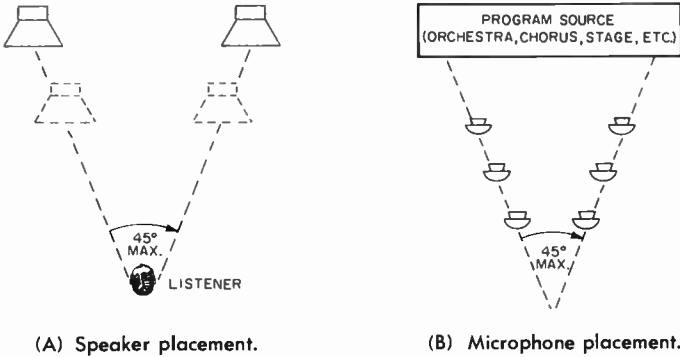 45°
MAX.
LISTENER
(A) Speaker placement.
PROGRAM SOURCE
(ORCHESTRA, CHORUS, STAGE, ETC.)
45°
MAX.
(B) Microphone placement.